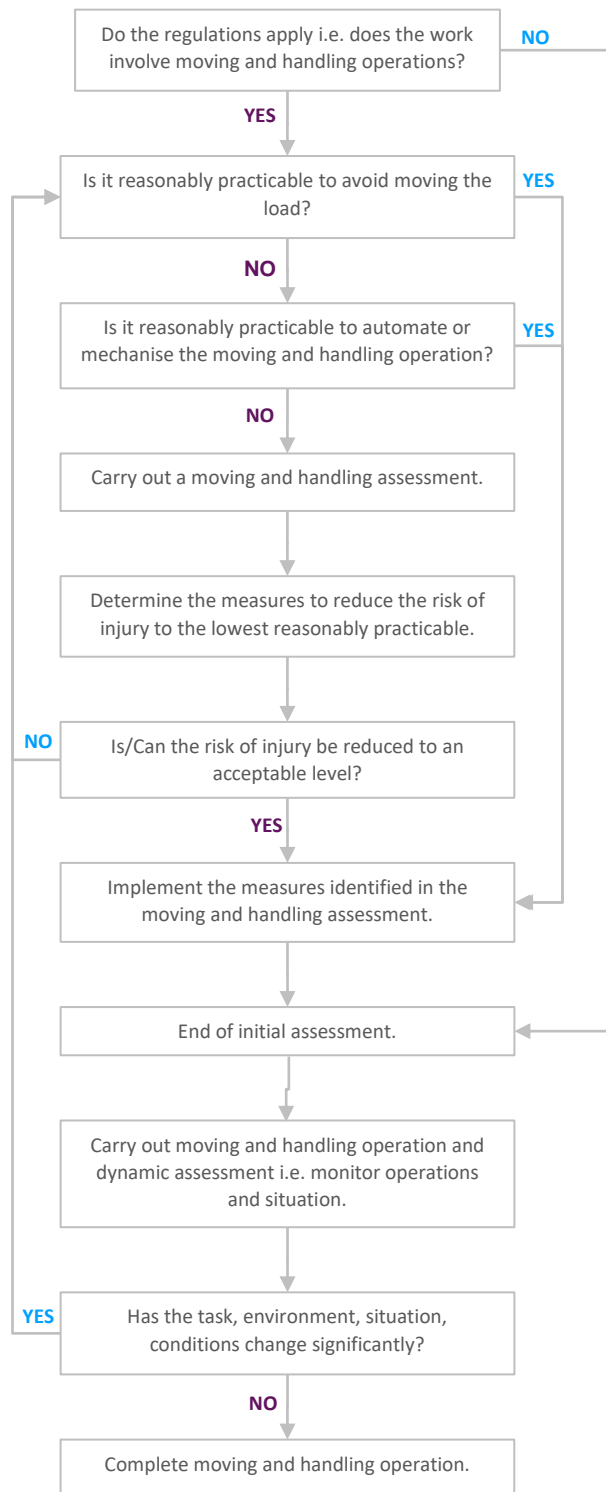 Do the regulations apply i.e. does the work
involve moving and handling operations?
NO
YES
Is it reasonably practicable to avoid moving the
load?
YES
NO
Is it reasonably practicable to automate or
mechanise the moving and handling operation?
YES
NO
Carry out a moving and handling assessment.
Determine the measures to reduce the risk of
injury to the lowest reasonably practicable.
NO
Is/Can the risk of injury be reduced to an
acceptable level?
YES
Implement the measures identified in the
moving and handling assessment.
End of initial assessment.
Carry out moving and handling operation and
dynamic assessment i.e. monitor operations
and situation.
YES
Has the task, environment, situation,
conditions change significantly?
NO
Complete moving and handling operation.